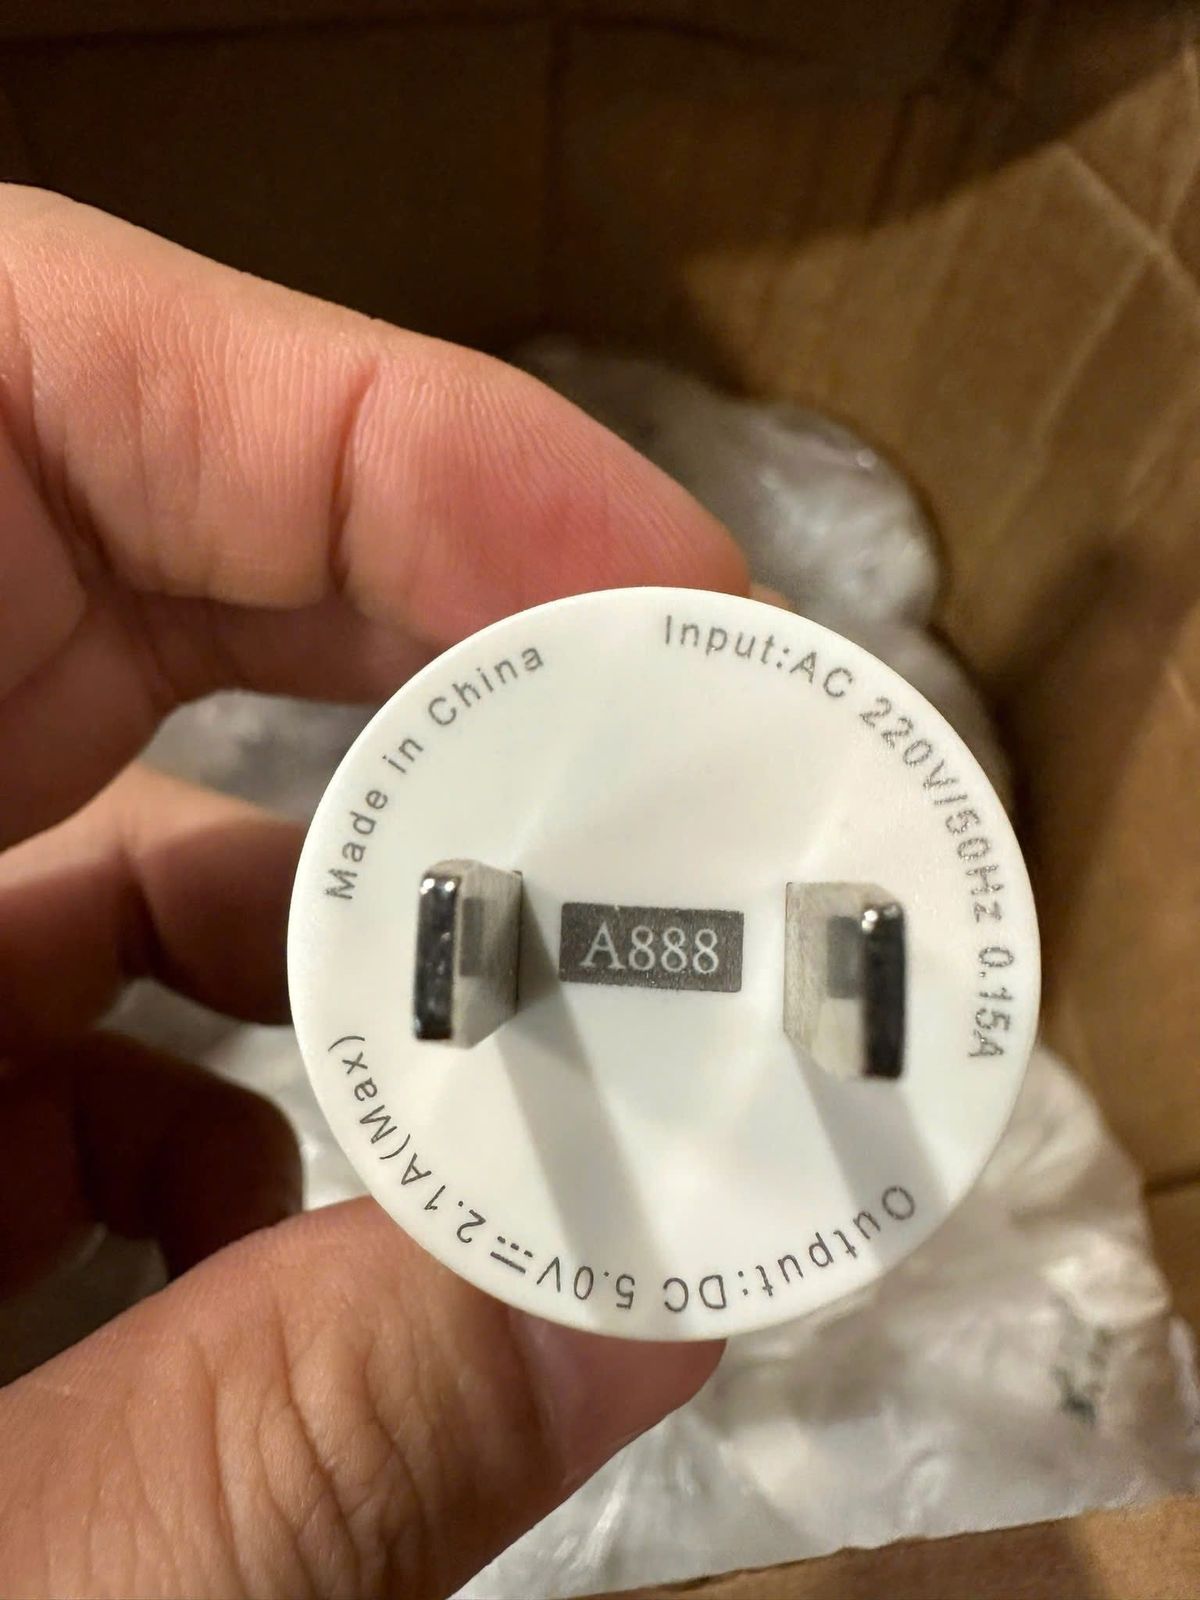 Made in China
Input:AC 220V/50Hz 0.15A
A888
Output:DC 5.0V⎓2.1A(Max)